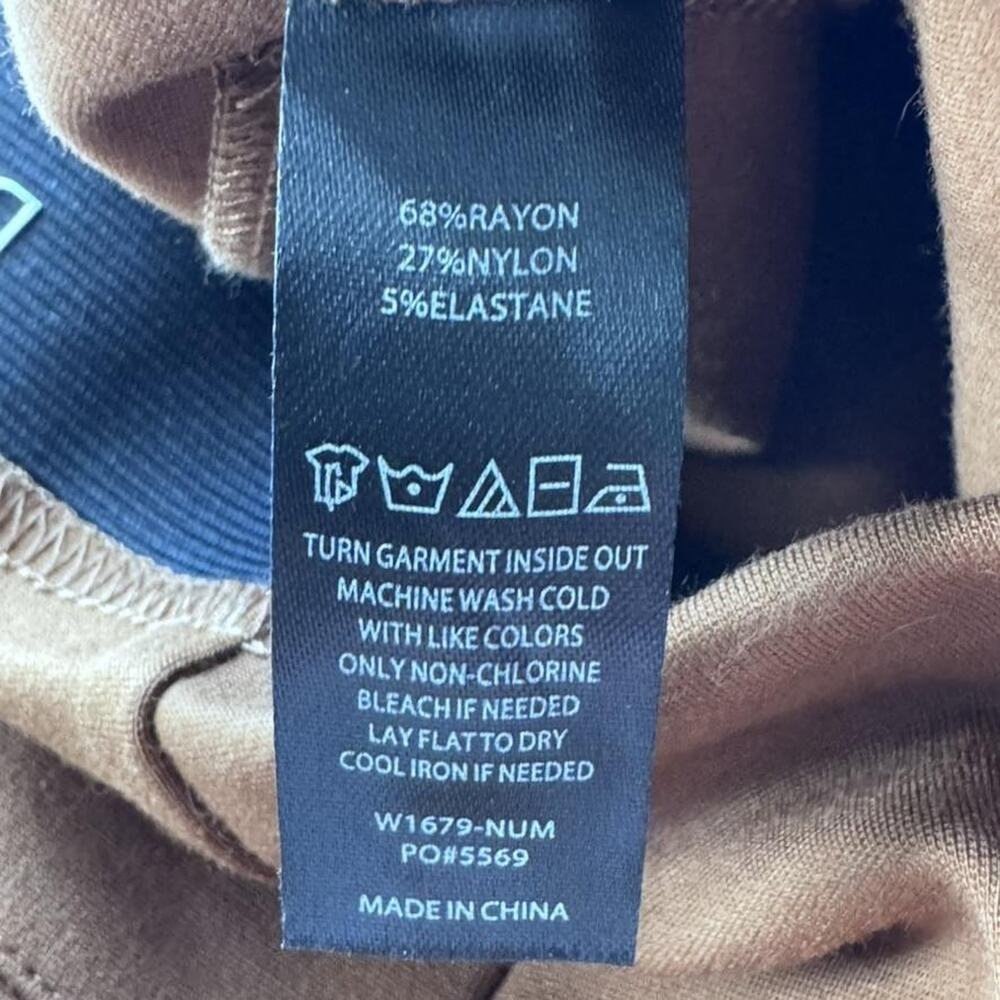 68%RAYON
27%NYLON
5%ELASTANE
TURN GARMENT INSIDE OUT
MACHINE WASH COLD
WITH LIKE COLORS
ONLY NON-CHLORINE
BLEACH IF NEEDED
LAY FLAT TO DRY
COOL IRON IF NEEDED
W1679-NUM
PO#5569
MADE IN CHINA